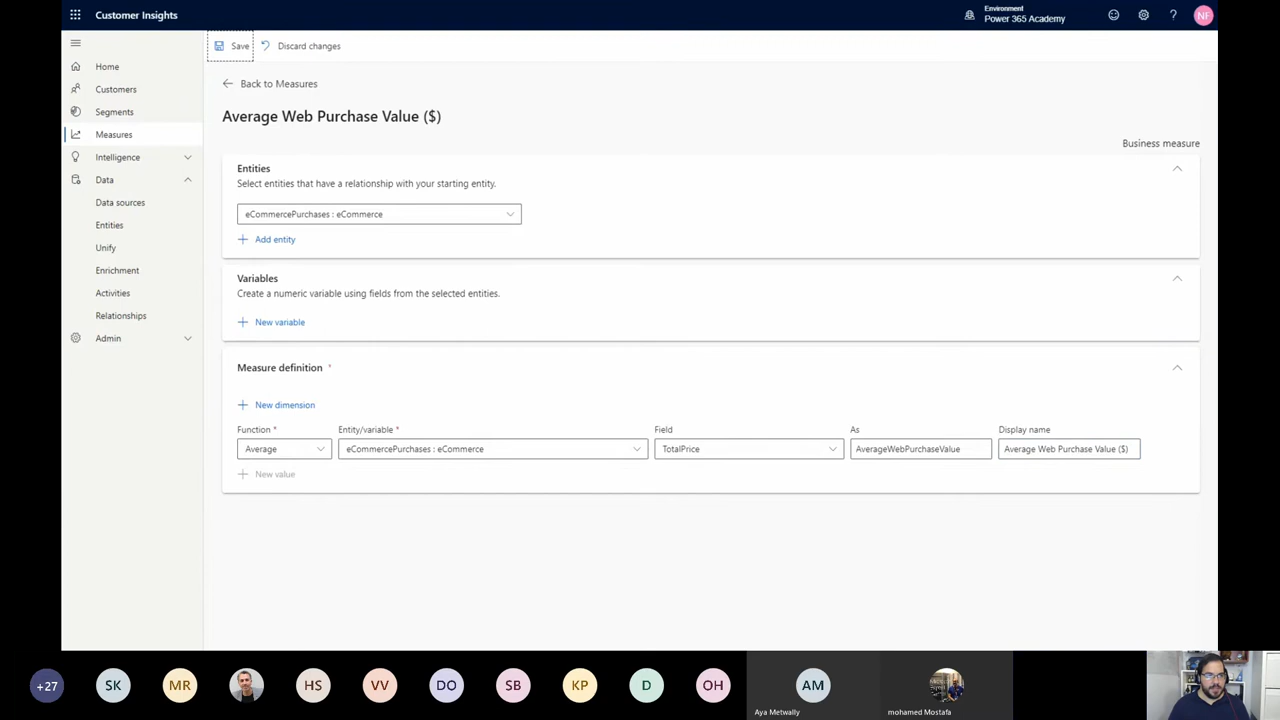 Customer Insights
Environment
Power 365 Academy
NF
Save
Discard changes
Home
Customers
Segments
Measures
Intelligence
Data
Data sources
Entities
Unify
Enrichment
Activities
Relationships
Admin
Back to Measures
Average Web Purchase Value ($)
Business measure
Entities
Select entities that have a relationship with your starting entity.
eCommercePurchases : eCommerce
Add entity
Variables
Create a numeric variable using fields from the selected entities.
New variable
Measure definition *
New dimension
Function * Entity/variable * Field As Display name
Average eCommercePurchases : eCommerce TotalPrice AverageWebPurchaseValue Average Web Purchase Value ($)
New value
+27 SK MR HS VV DO SB KP D OH AM
Aya Metwally mohamed Mostafa